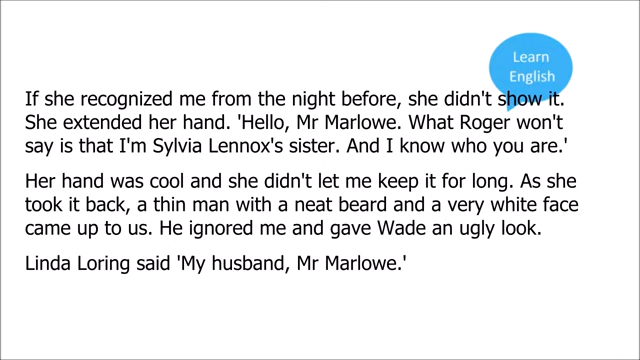 Learn
English
If she recognized me from the night before, she didn't show it.
She extended her hand. 'Hello, Mr Marlowe. What Roger won't
say is that I'm Sylvia Lennox's sister. And I know who you are.'
Her hand was cool and she didn't let me keep it for long. As she
took it back, a thin man with a neat beard and a very white face
came up to us. He ignored me and gave Wade an ugly look.
Linda Loring said 'My husband, Mr Marlowe.'